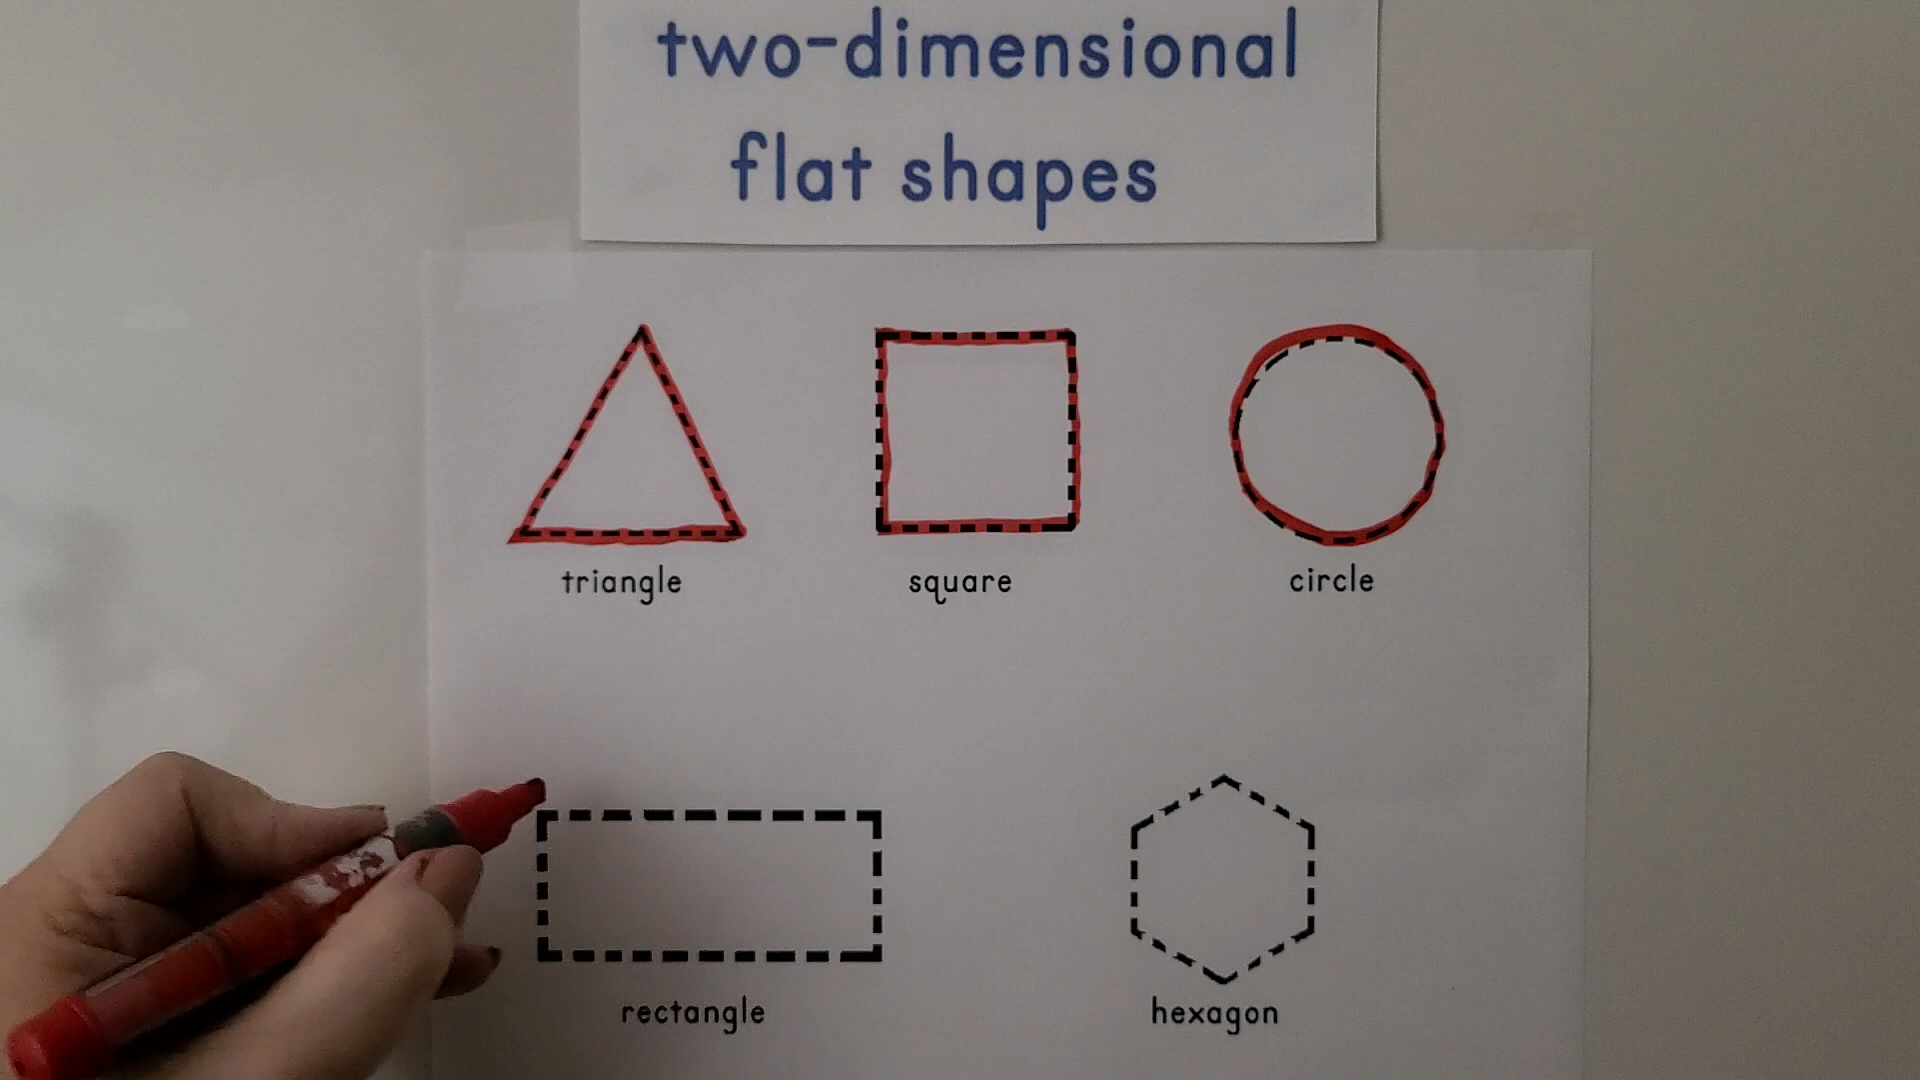 two-dimensional
flat shapes
triangle square circle
rectangle hexagon